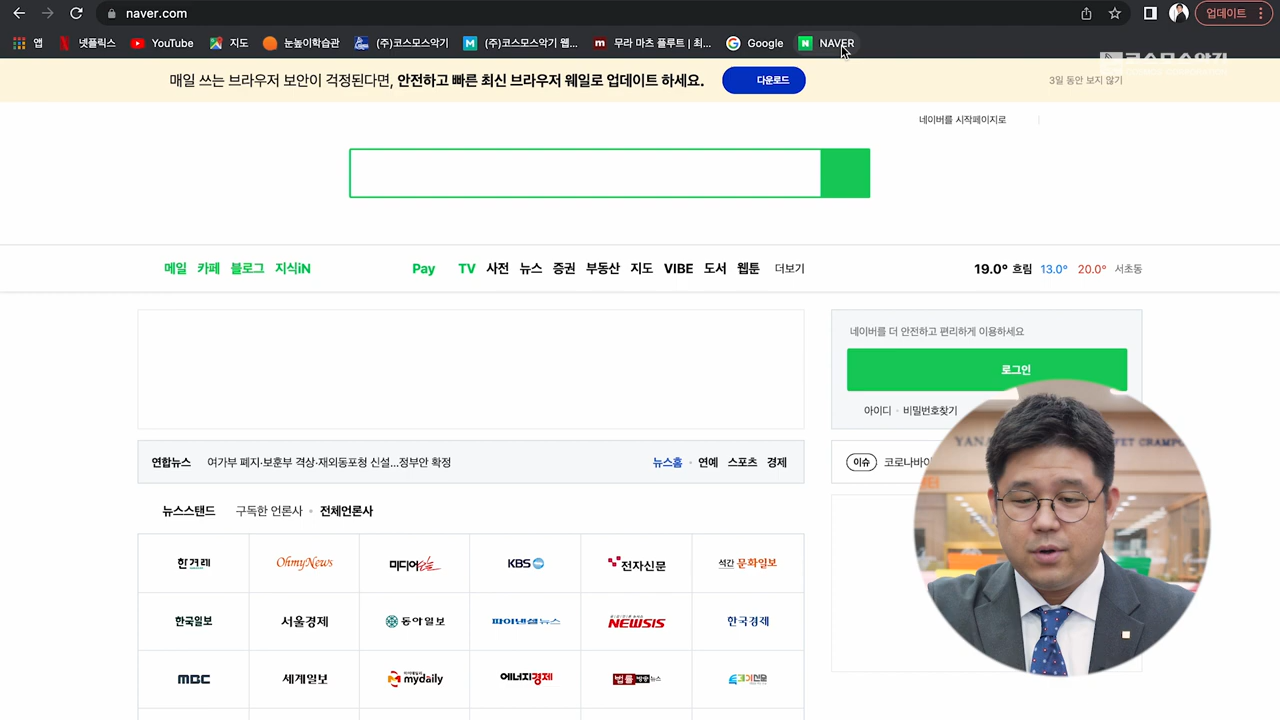 naver.com
업데이트
앱
넷플릭스
YouTube
지도
눈높이학습관
(주)코스모스악기
(주)코스모스악기 웹...
무라 마츠 플루트 | 최...
Google
NAVER
코스모스악기
매일 쓰는 브라우저 보안이 걱정된다면, 안전하고 빠른 최신 브라우저 웨일로 업데이트 하세요.
다운로드
3일 동안 보지 않기
네이버를 시작페이지로
메일 카페 블로그 지식iN Pay TV 사전 뉴스 증권 부동산 지도 VIBE 도서 웹툰 더보기
19.0° 흐림 13.0° 20.0° 서초동
네이버를 더 안전하고 편리하게 이용하세요
로그인
아이디 · 비밀번호찾기
연합뉴스 여가부 폐지·보훈부 격상·재외동포청 신설...정부안 확정
뉴스홈 · 연예 스포츠 경제
이슈 코로나바이
뉴스스탠드 구독한 언론사 · 전체언론사
한겨레 OhmyNews 미디어오늘 KBS 전자신문 석간 문화일보
한국일보 서울경제 동아일보 파이낸셜뉴스 NEWSIS 한국경제
MBC 세계일보 mydaily 에너지경제 법률방송뉴스
YANA